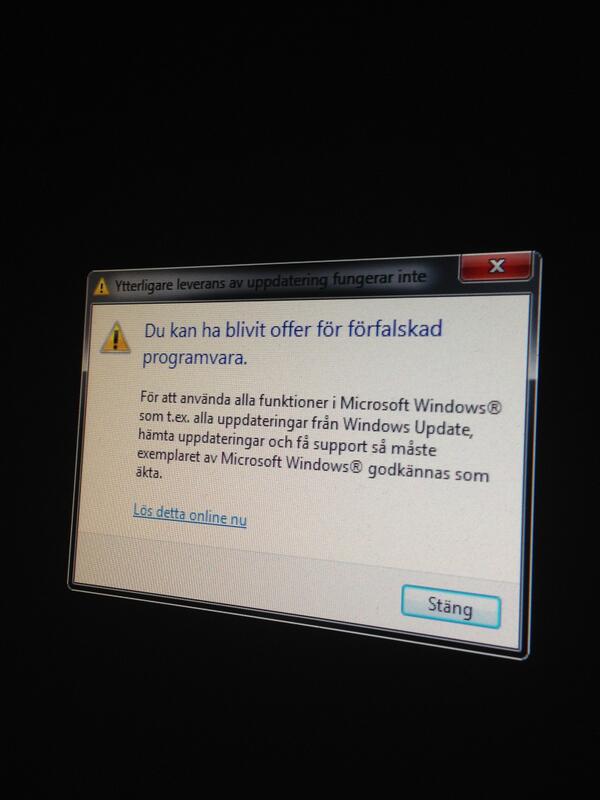 Ytterligare leverans av uppdatering fungerar inte
Du kan ha blivit offer för förfalskad
programvara.
För att använda alla funktioner i Microsoft Windows®
som t.ex. alla uppdateringar från Windows Update,
hämta uppdateringar och få support så måste
exemplaret av Microsoft Windows® godkännas som
äkta.
Lös detta online nu
Stäng